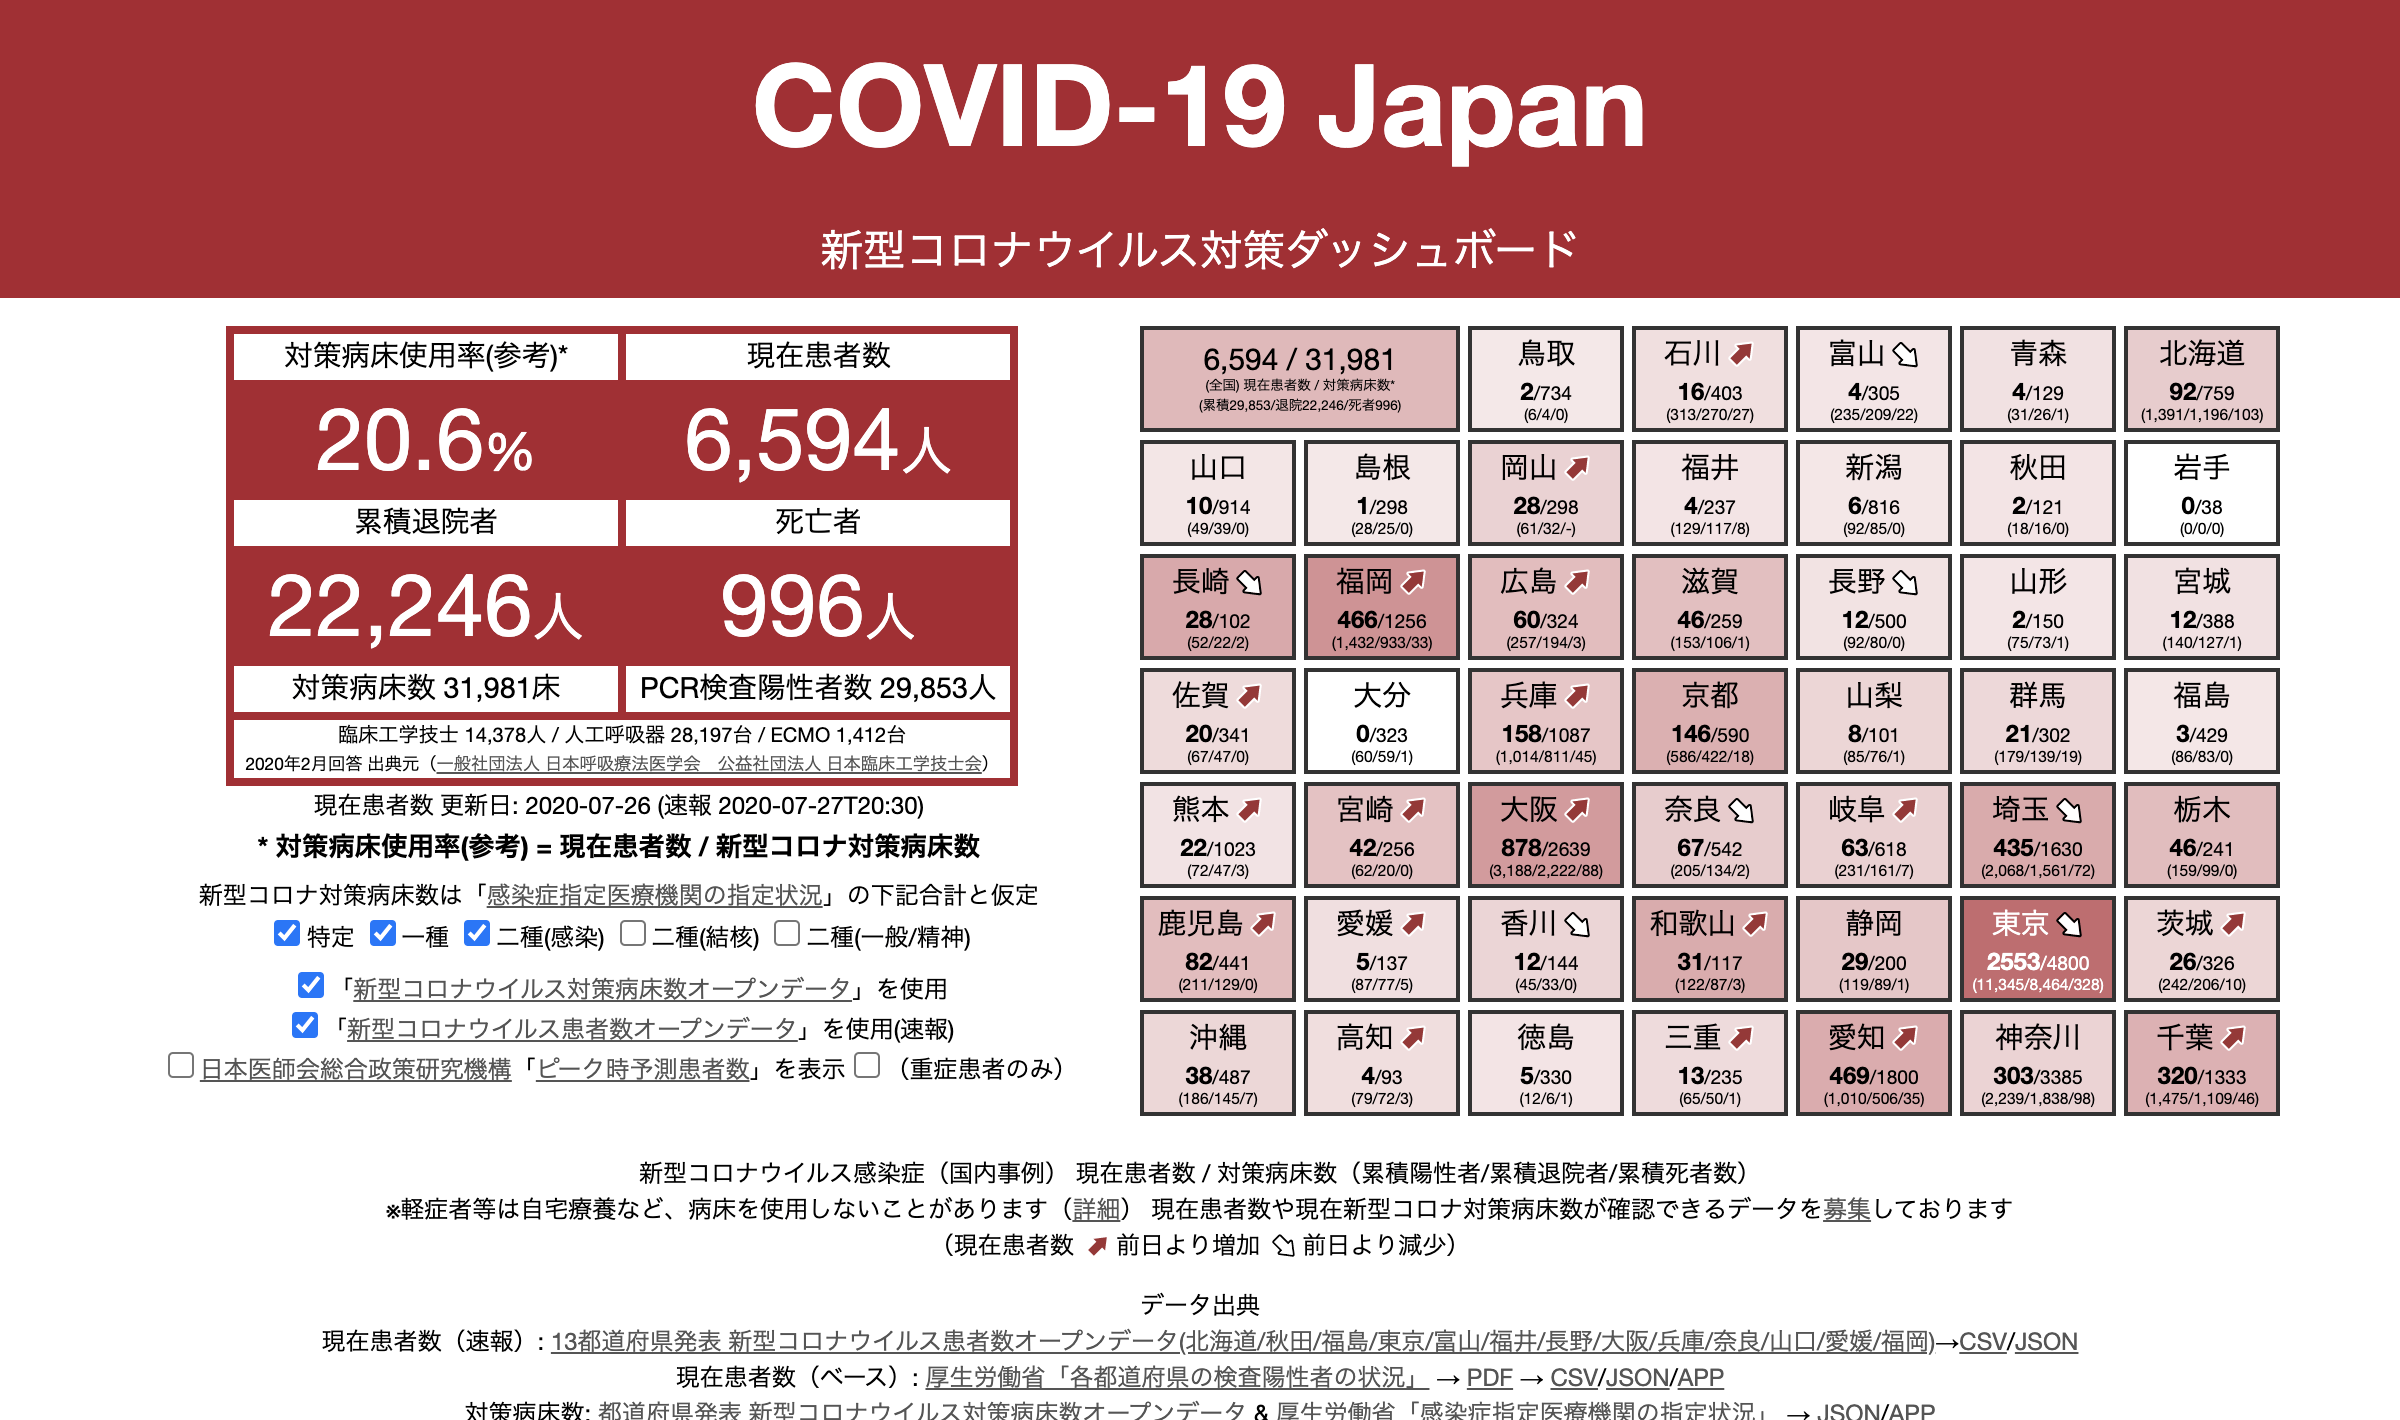 COVID-19 Japan
新型コロナウイルス対策ダッシュボード
対策病床使用率(参考)* 現在患者数
20.6% 6,594人
累積退院者 死亡者
22,246人 996人
対策病床数 31,981床 PCR検査陽性者数 29,853人
臨床工学技士 14,378人 / 人工呼吸器 28,197台 / ECMO 1,412台
2020年2月回答 出典元（一般社団法人 日本呼吸療法医学会　公益社団法人 日本臨床工学技士会）
現在患者数 更新日: 2020-07-26 (速報 2020-07-27T20:30)
* 対策病床使用率(参考) = 現在患者数 / 新型コロナ対策病床数
新型コロナ対策病床数は「感染症指定医療機関の指定状況」の下記合計と仮定
特定 一種 二種(感染) 二種(結核) 二種(一般/精神)
「新型コロナウイルス対策病床数オープンデータ」を使用
「新型コロナウイルス患者数オープンデータ」を使用(速報)
日本医師会総合政策研究機構「ピーク時予測患者数」を表示 （重症患者のみ）
6,594 / 31,981
(全国) 現在患者数 / 対策病床数*
(累積29,853/退院22,246/死者996)
鳥取
2/734
(6/4/0)
石川
16/403
(313/270/27)
富山
4/305
(235/209/22)
青森
4/129
(31/26/1)
北海道
92/759
(1,391/1,196/103)
山口
10/914
(49/39/0)
島根
1/298
(28/25/0)
岡山
28/298
(61/32/-)
福井
4/237
(129/117/8)
新潟
6/816
(92/85/0)
秋田
2/121
(18/16/0)
岩手
0/38
(0/0/0)
長崎
28/102
(52/22/2)
福岡
466/1256
(1,432/933/33)
広島
60/324
(257/194/3)
滋賀
46/259
(153/106/1)
長野
12/500
(92/80/0)
山形
2/150
(75/73/1)
宮城
12/388
(140/127/1)
佐賀
20/341
(67/47/0)
大分
0/323
(60/59/1)
兵庫
158/1087
(1,014/811/45)
京都
146/590
(586/422/18)
山梨
8/101
(85/76/1)
群馬
21/302
(179/139/19)
福島
3/429
(86/83/0)
熊本
22/1023
(72/47/3)
宮崎
42/256
(62/20/0)
大阪
878/2639
(3,188/2,222/88)
奈良
67/542
(205/134/2)
岐阜
63/618
(231/161/7)
埼玉
435/1630
(2,068/1,561/72)
栃木
46/241
(159/99/0)
鹿児島
82/441
(211/129/0)
愛媛
5/137
(87/77/5)
香川
12/144
(45/33/0)
和歌山
31/117
(122/87/3)
静岡
29/200
(119/89/1)
東京
2553/4800
(11,345/8,464/328)
茨城
26/326
(242/206/10)
沖縄
38/487
(186/145/7)
高知
4/93
(79/72/3)
徳島
5/330
(12/6/1)
三重
13/235
(65/50/1)
愛知
469/1800
(1,010/506/35)
神奈川
303/3385
(2,239/1,838/98)
千葉
320/1333
(1,475/1,109/46)
新型コロナウイルス感染症（国内事例） 現在患者数 / 対策病床数（累積陽性者/累積退院者/累積死者数）
※軽症者等は自宅療養など、病床を使用しないことがあります（詳細） 現在患者数や現在新型コロナ対策病床数が確認できるデータを募集しております
（現在患者数 前日より増加 前日より減少）
データ出典
現在患者数（速報）: 13都道府県発表 新型コロナウイルス患者数オープンデータ(北海道/秋田/福島/東京/富山/福井/長野/大阪/兵庫/奈良/山口/愛媛/福岡)→CSV/JSON
現在患者数（ベース）: 厚生労働省「各都道府県の検査陽性者の状況」 → PDF → CSV/JSON/APP
対策病床数: 都道府県発表 新型コロナウイルス対策病床数オープンデータ & 厚生労働省「感染症指定医療機関の指定状況」 → JSON/APP